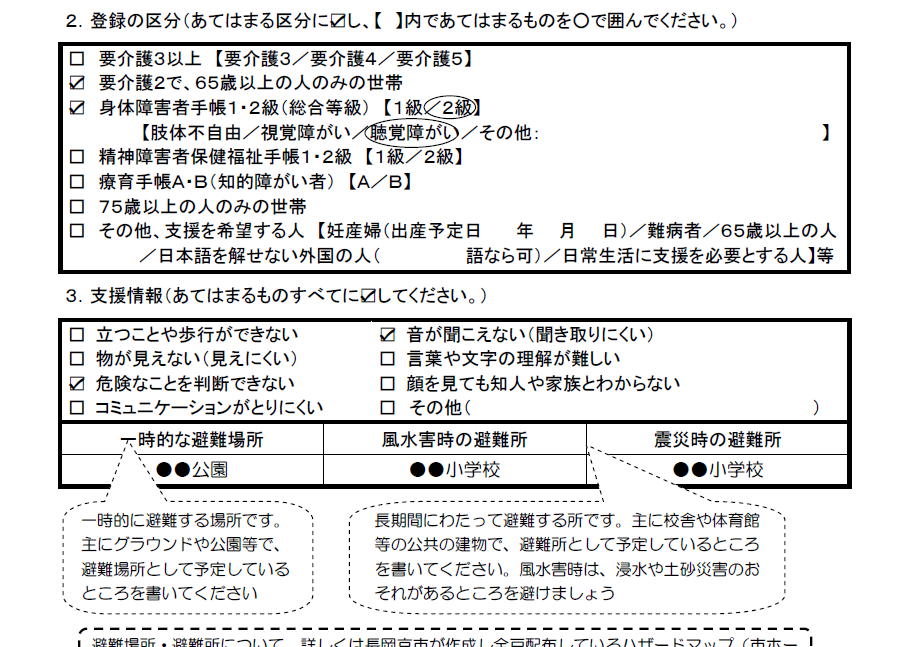 ２．登録の区分（あてはまる区分に☑し、【　】内であてはまるものを○で囲んでください。）
□ 要介護３以上 【要介護３／要介護４／要介護５】
☑ 要介護２で、６５歳以上の人のみの世帯
☑ 身体障害者手帳１・２級（総合等級） 【１級／２級】
【肢体不自由／視覚障がい／聴覚障がい／その他：　】
□ 精神障害者保健福祉手帳１・２級 【１級／２級】
□ 療育手帳Ａ・Ｂ（知的障がい者） 【Ａ／Ｂ】
□ ７５歳以上の人のみの世帯
□ その他、支援を希望する人 【妊産婦（出産予定日　年　月　日）／難病者／６５歳以上の人
／日本語を解せない外国の人（　語なら可）／日常生活に支援を必要とする人】等
３．支援情報（あてはまるものすべてに☑してください。）
□ 立つことや歩行ができない　☑ 音が聞こえない（聞き取りにくい）
□ 物が見えない（見えにくい）　□ 言葉や文字の理解が難しい
☑ 危険なことを判断できない　□ 顔を見ても知人や家族とわからない
□ コミュニケーションがとりにくい　□ その他（　）
一時的な避難場所　風水害時の避難所　震災時の避難所
●●公園　●●小学校　●●小学校
一時的に避難する場所です。
主にグラウンドや公園等で、
避難場所として予定している
ところを書いてください
長期間にわたって避難する所です。主に校舎や体育館
等の公共の建物で、避難所として予定しているところ
を書いてください。風水害時は、浸水や土砂災害のお
それがあるところを避けましょう
避難場所・避難所について、詳しくは長岡京市が作成し全戸配布しているハザードマップ（市ホー